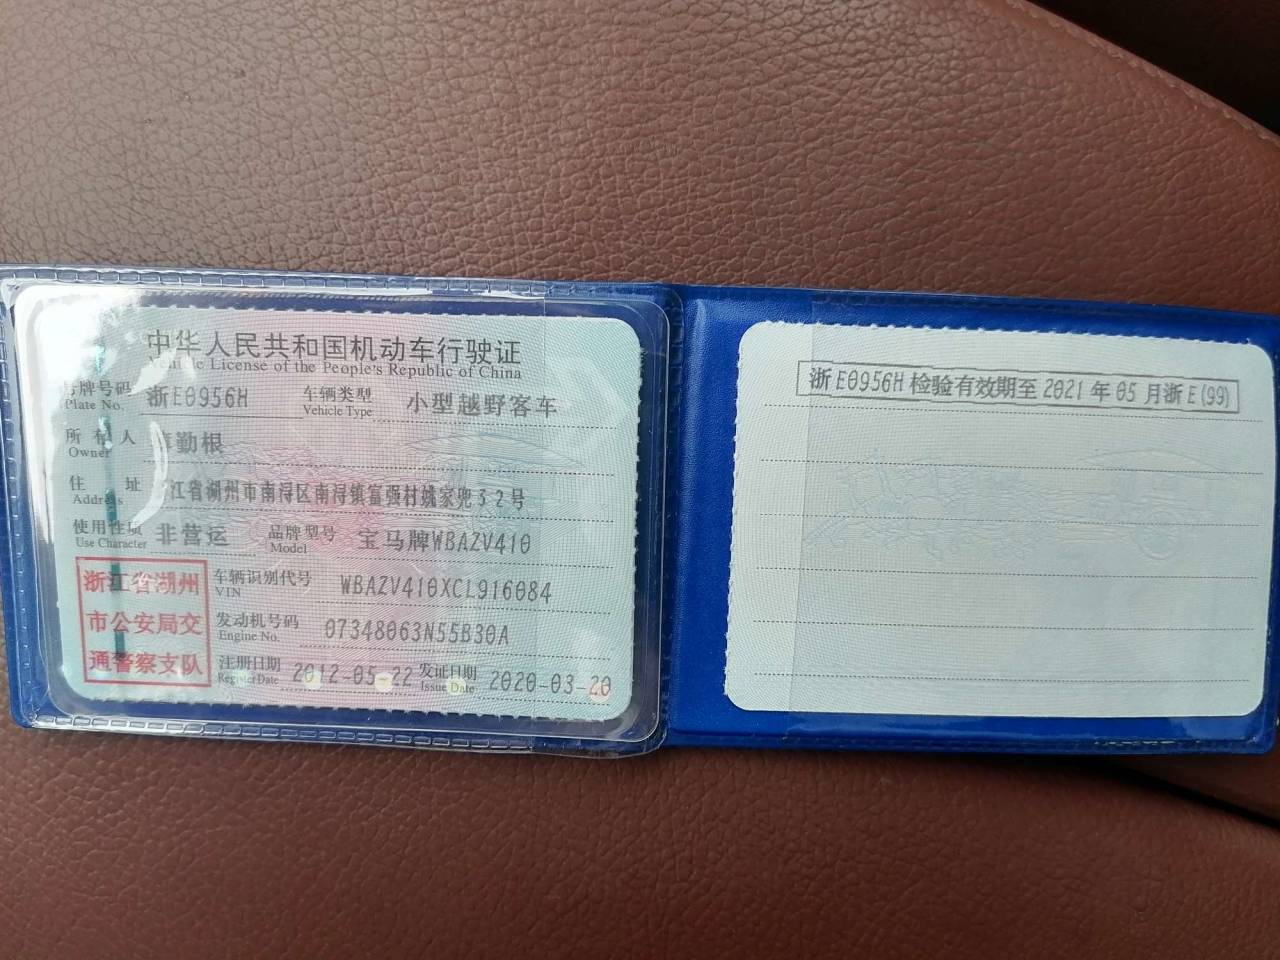 中华人民共和国机动车行驶证
Vehicle License of the People's Republic of China
号牌号码 浙E0956H 车辆类型 小型越野客车
Plate No. Vehicle Type
所有人 勤根
Owner
住址 江省湖州市南浔区南浔镇富强村姚家兜32号
Address
使用性质 非营运 品牌型号 宝马牌WBAZV410
Use Character Model
浙江省湖州
市公安局交
通警察支队
车辆识别代号 WBAZV410XCL916084
VIN
发动机号码 07348063N55B30A
Engine No.
注册日期 2012-05-22 发证日期 2020-03-20
Register Date Issue Date
浙E0956H检验有效期至2021年05月浙E(99)